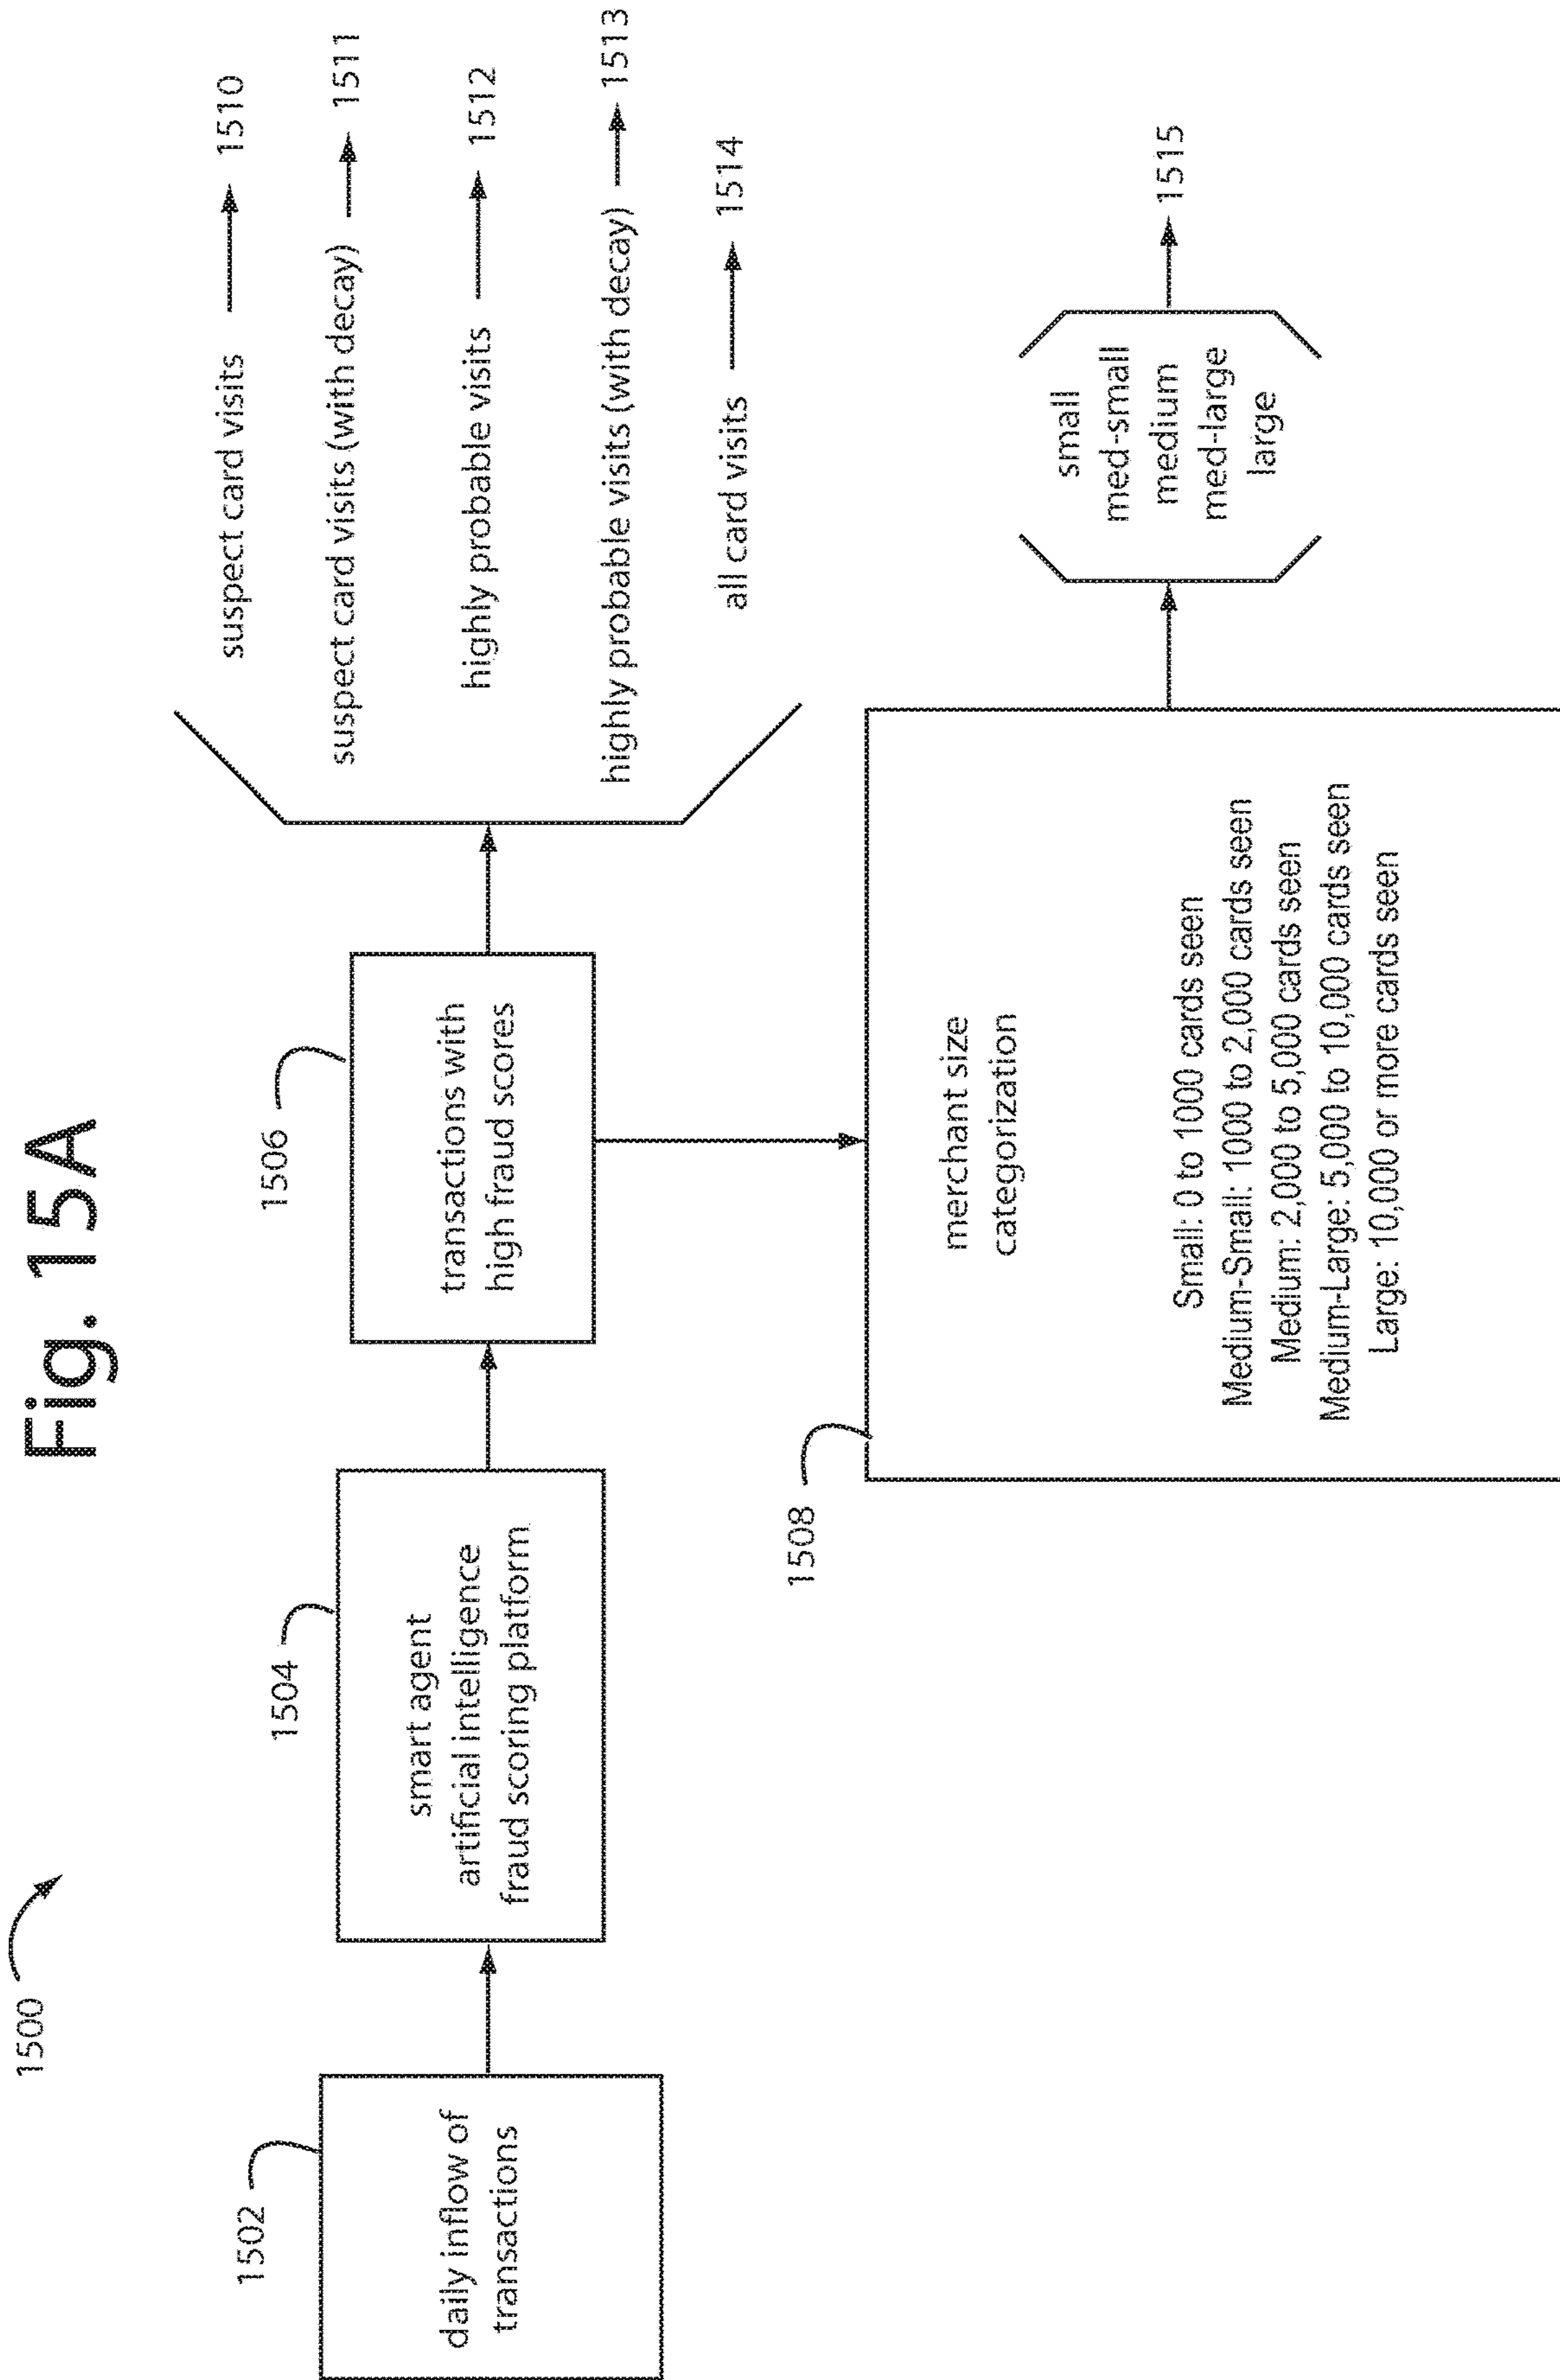 Fig. 15A
1500
1502
daily inflow of
transactions
1504
smart agent
artificial intelligence
fraud scoring platform
1506
transactions with
high fraud scores
suspect card visits
1510
suspect card visits (with decay)
1511
highly probable visits
1512
highly probable visits (with decay)
1513
all card visits
1514
1508
merchant size
categorization
Small: 0 to 1000 cards seen
Medium-Small: 1000 to 2,000 cards seen
Medium: 2,000 to 5,000 cards seen
Medium-Large: 5,000 to 10,000 cards seen
Large: 10,000 or more cards seen
small
med-small
medium
med-large
large
1515